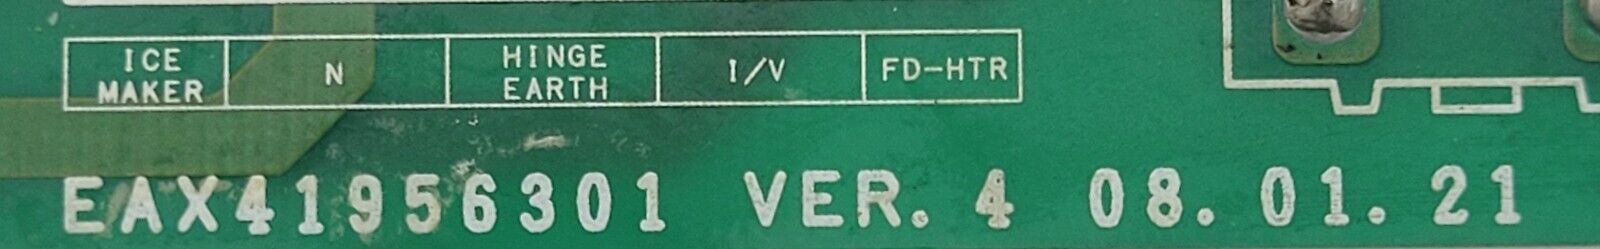 ICE MAKER N HINGE EARTH I/V FD-HTR
EAX41956301 VER. 4 08. 01. 21